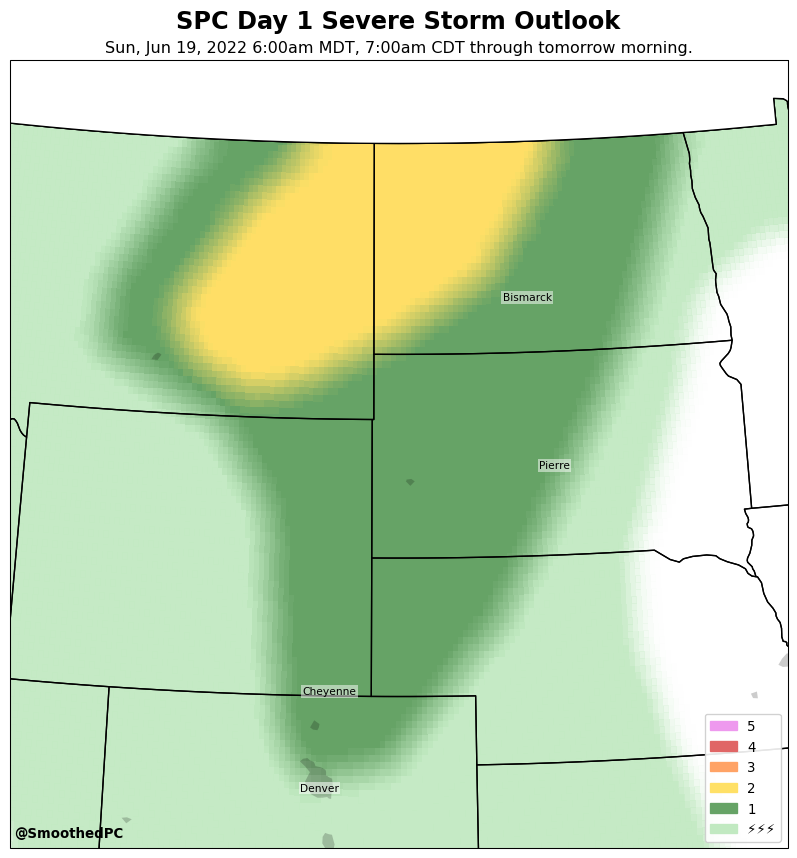 SPC Day 1 Severe Storm Outlook
Sun, Jun 19, 2022 6:00am MDT, 7:00am CDT through tomorrow morning.
Bismarck
Pierre
Cheyenne
Denver
5
4
3
2
1
⚡⚡⚡
@SmoothedPC